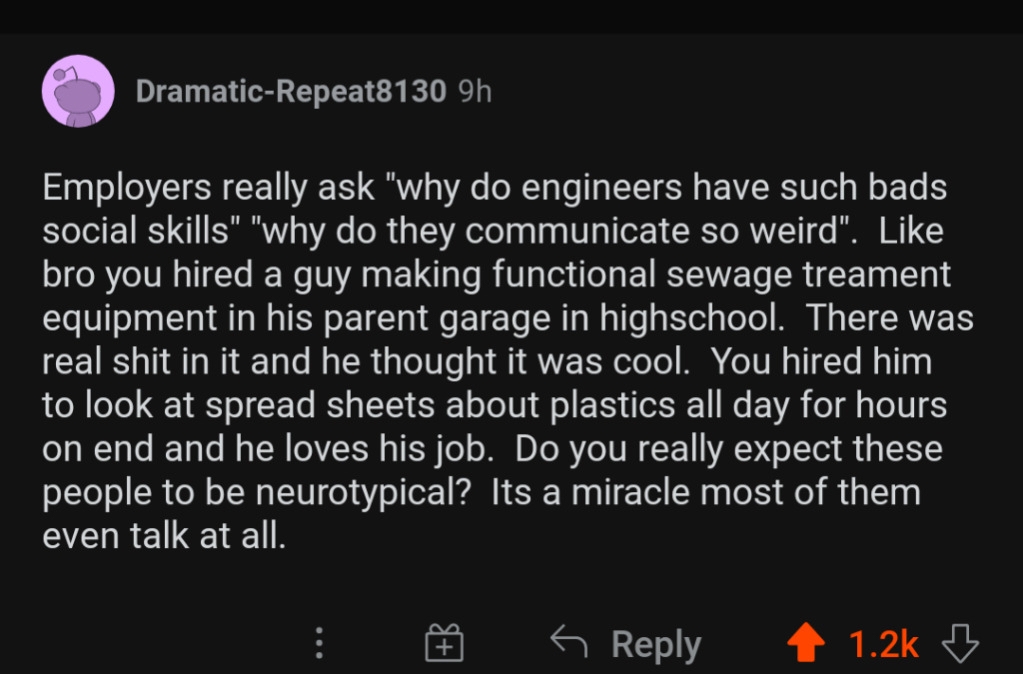 Dramatic-Repeat8130 9h
Employers really ask "why do engineers have such bads
social skills" "why do they communicate so weird".  Like
bro you hired a guy making functional sewage treament
equipment in his parent garage in highschool.  There was
real shit in it and he thought it was cool.  You hired him
to look at spread sheets about plastics all day for hours
on end and he loves his job.  Do you really expect these
people to be neurotypical?  Its a miracle most of them
even talk at all.
Reply 1.2k